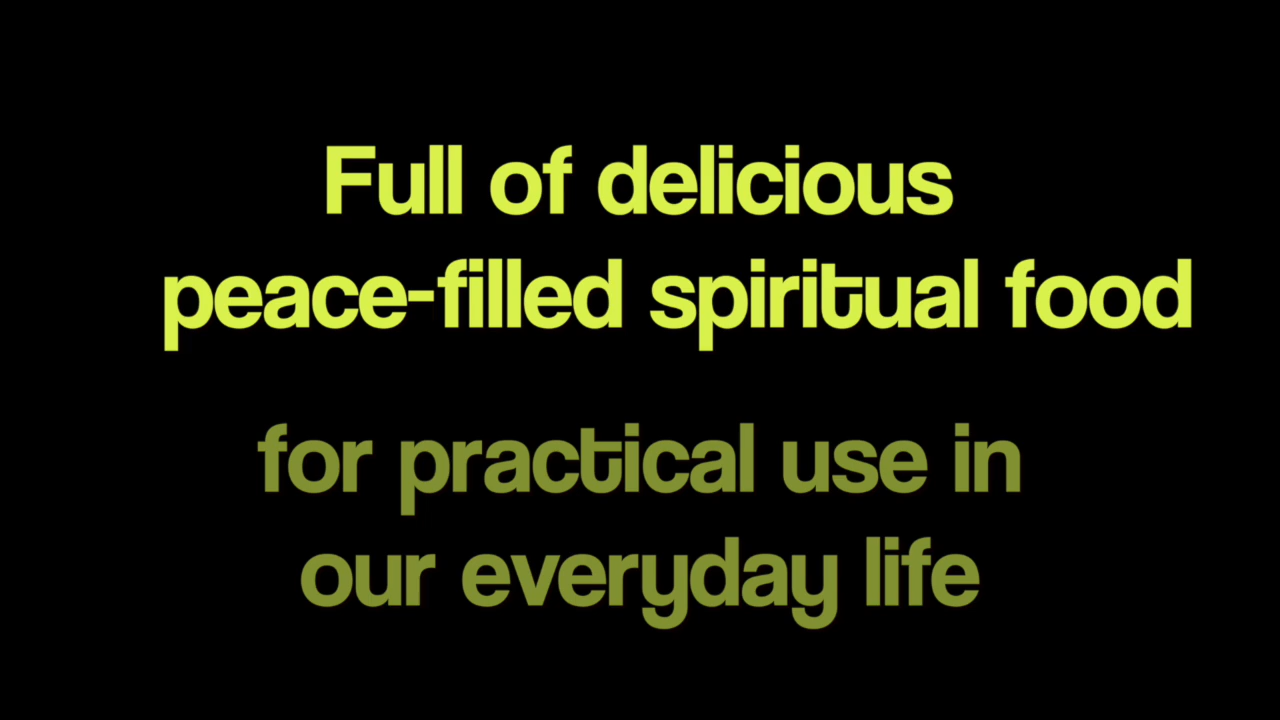 Full of delicious
peace-filled spiritual food
for practical use in
our everyday life